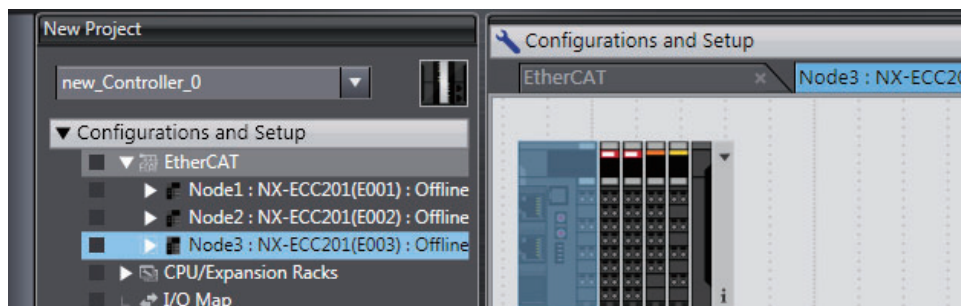 New Project
new_Controller_0
Configurations and Setup
EtherCAT
Node1 : NX-ECC201(E001) : Offline
Node2 : NX-ECC201(E002) : Offline
Node3 : NX-ECC201(E003) : Offline
CPU/Expansion Racks
I/O Map
Configurations and Setup
EtherCAT
Node3 : NX-ECC20
i